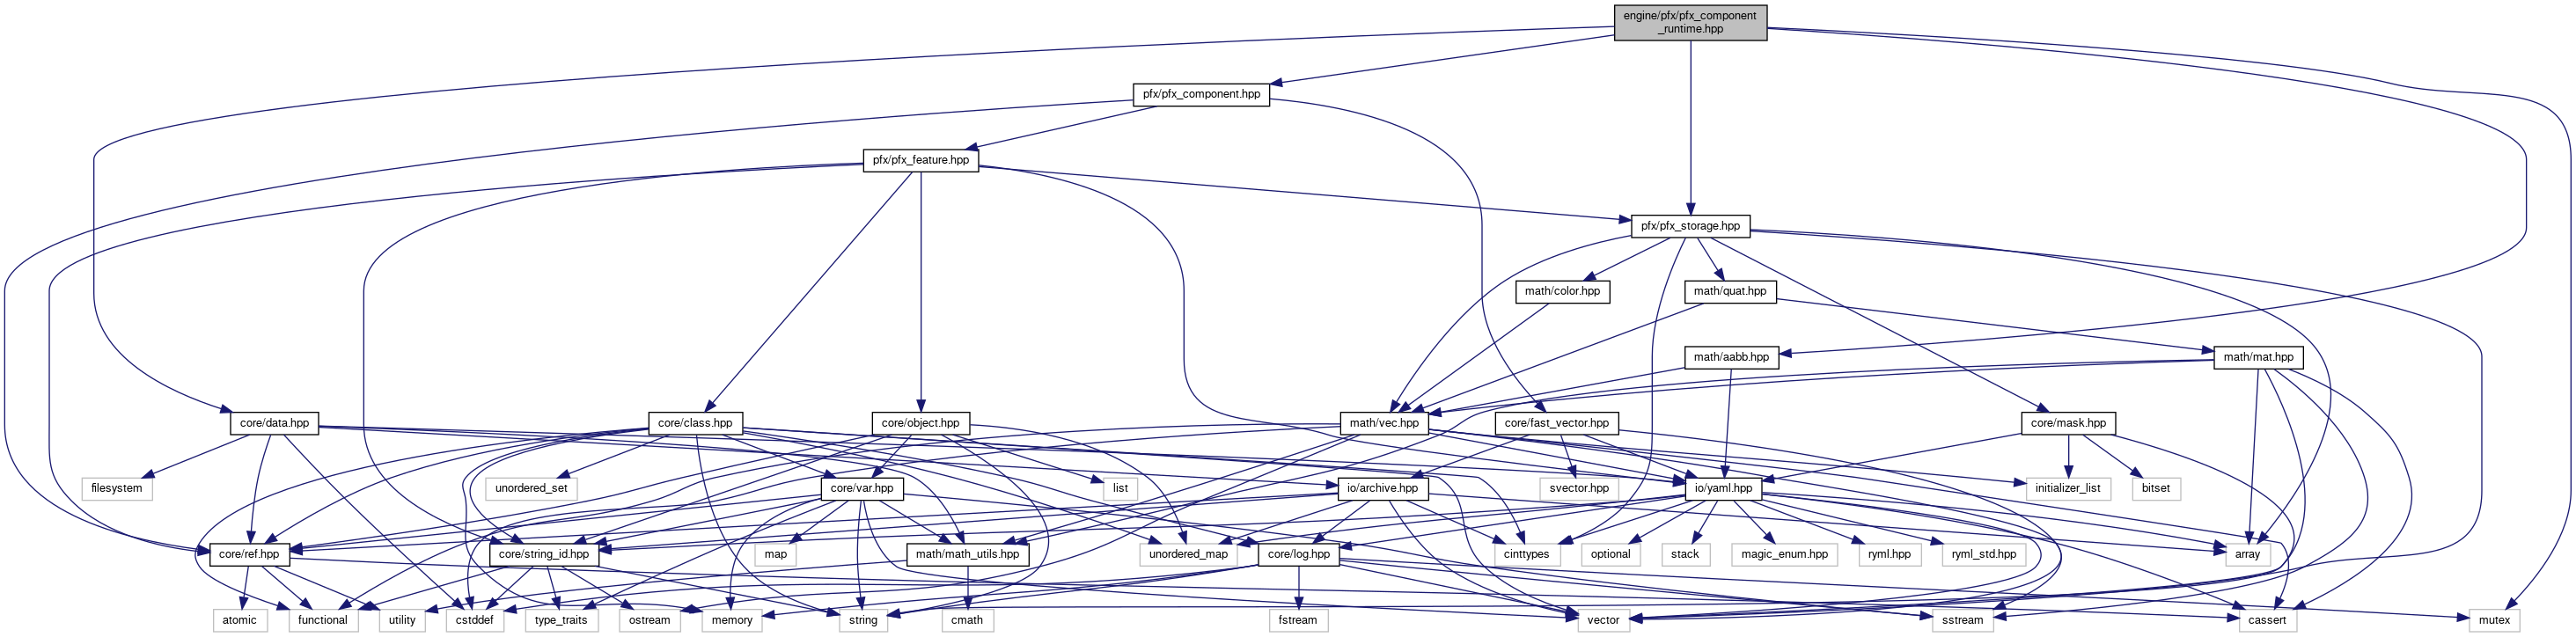 engine/pfx/pfx_component
_runtime.hpp
pfx/pfx_component.hpp
pfx/pfx_feature.hpp
pfx/pfx_storage.hpp
math/color.hpp
math/quat.hpp
math/aabb.hpp
math/mat.hpp
core/data.hpp
core/class.hpp
core/object.hpp
math/vec.hpp
core/fast_vector.hpp
core/mask.hpp
filesystem
unordered_set
core/var.hpp
list
io/archive.hpp
svector.hpp
io/yaml.hpp
initializer_list
bitset
core/ref.hpp
core/string_id.hpp
map
math/math_utils.hpp
unordered_map
core/log.hpp
cinttypes
optional
stack
magic_enum.hpp
ryml.hpp
ryml_std.hpp
array
atomic
functional
utility
cstddef
type_traits
ostream
memory
string
cmath
fstream
vector
sstream
cassert
mutex